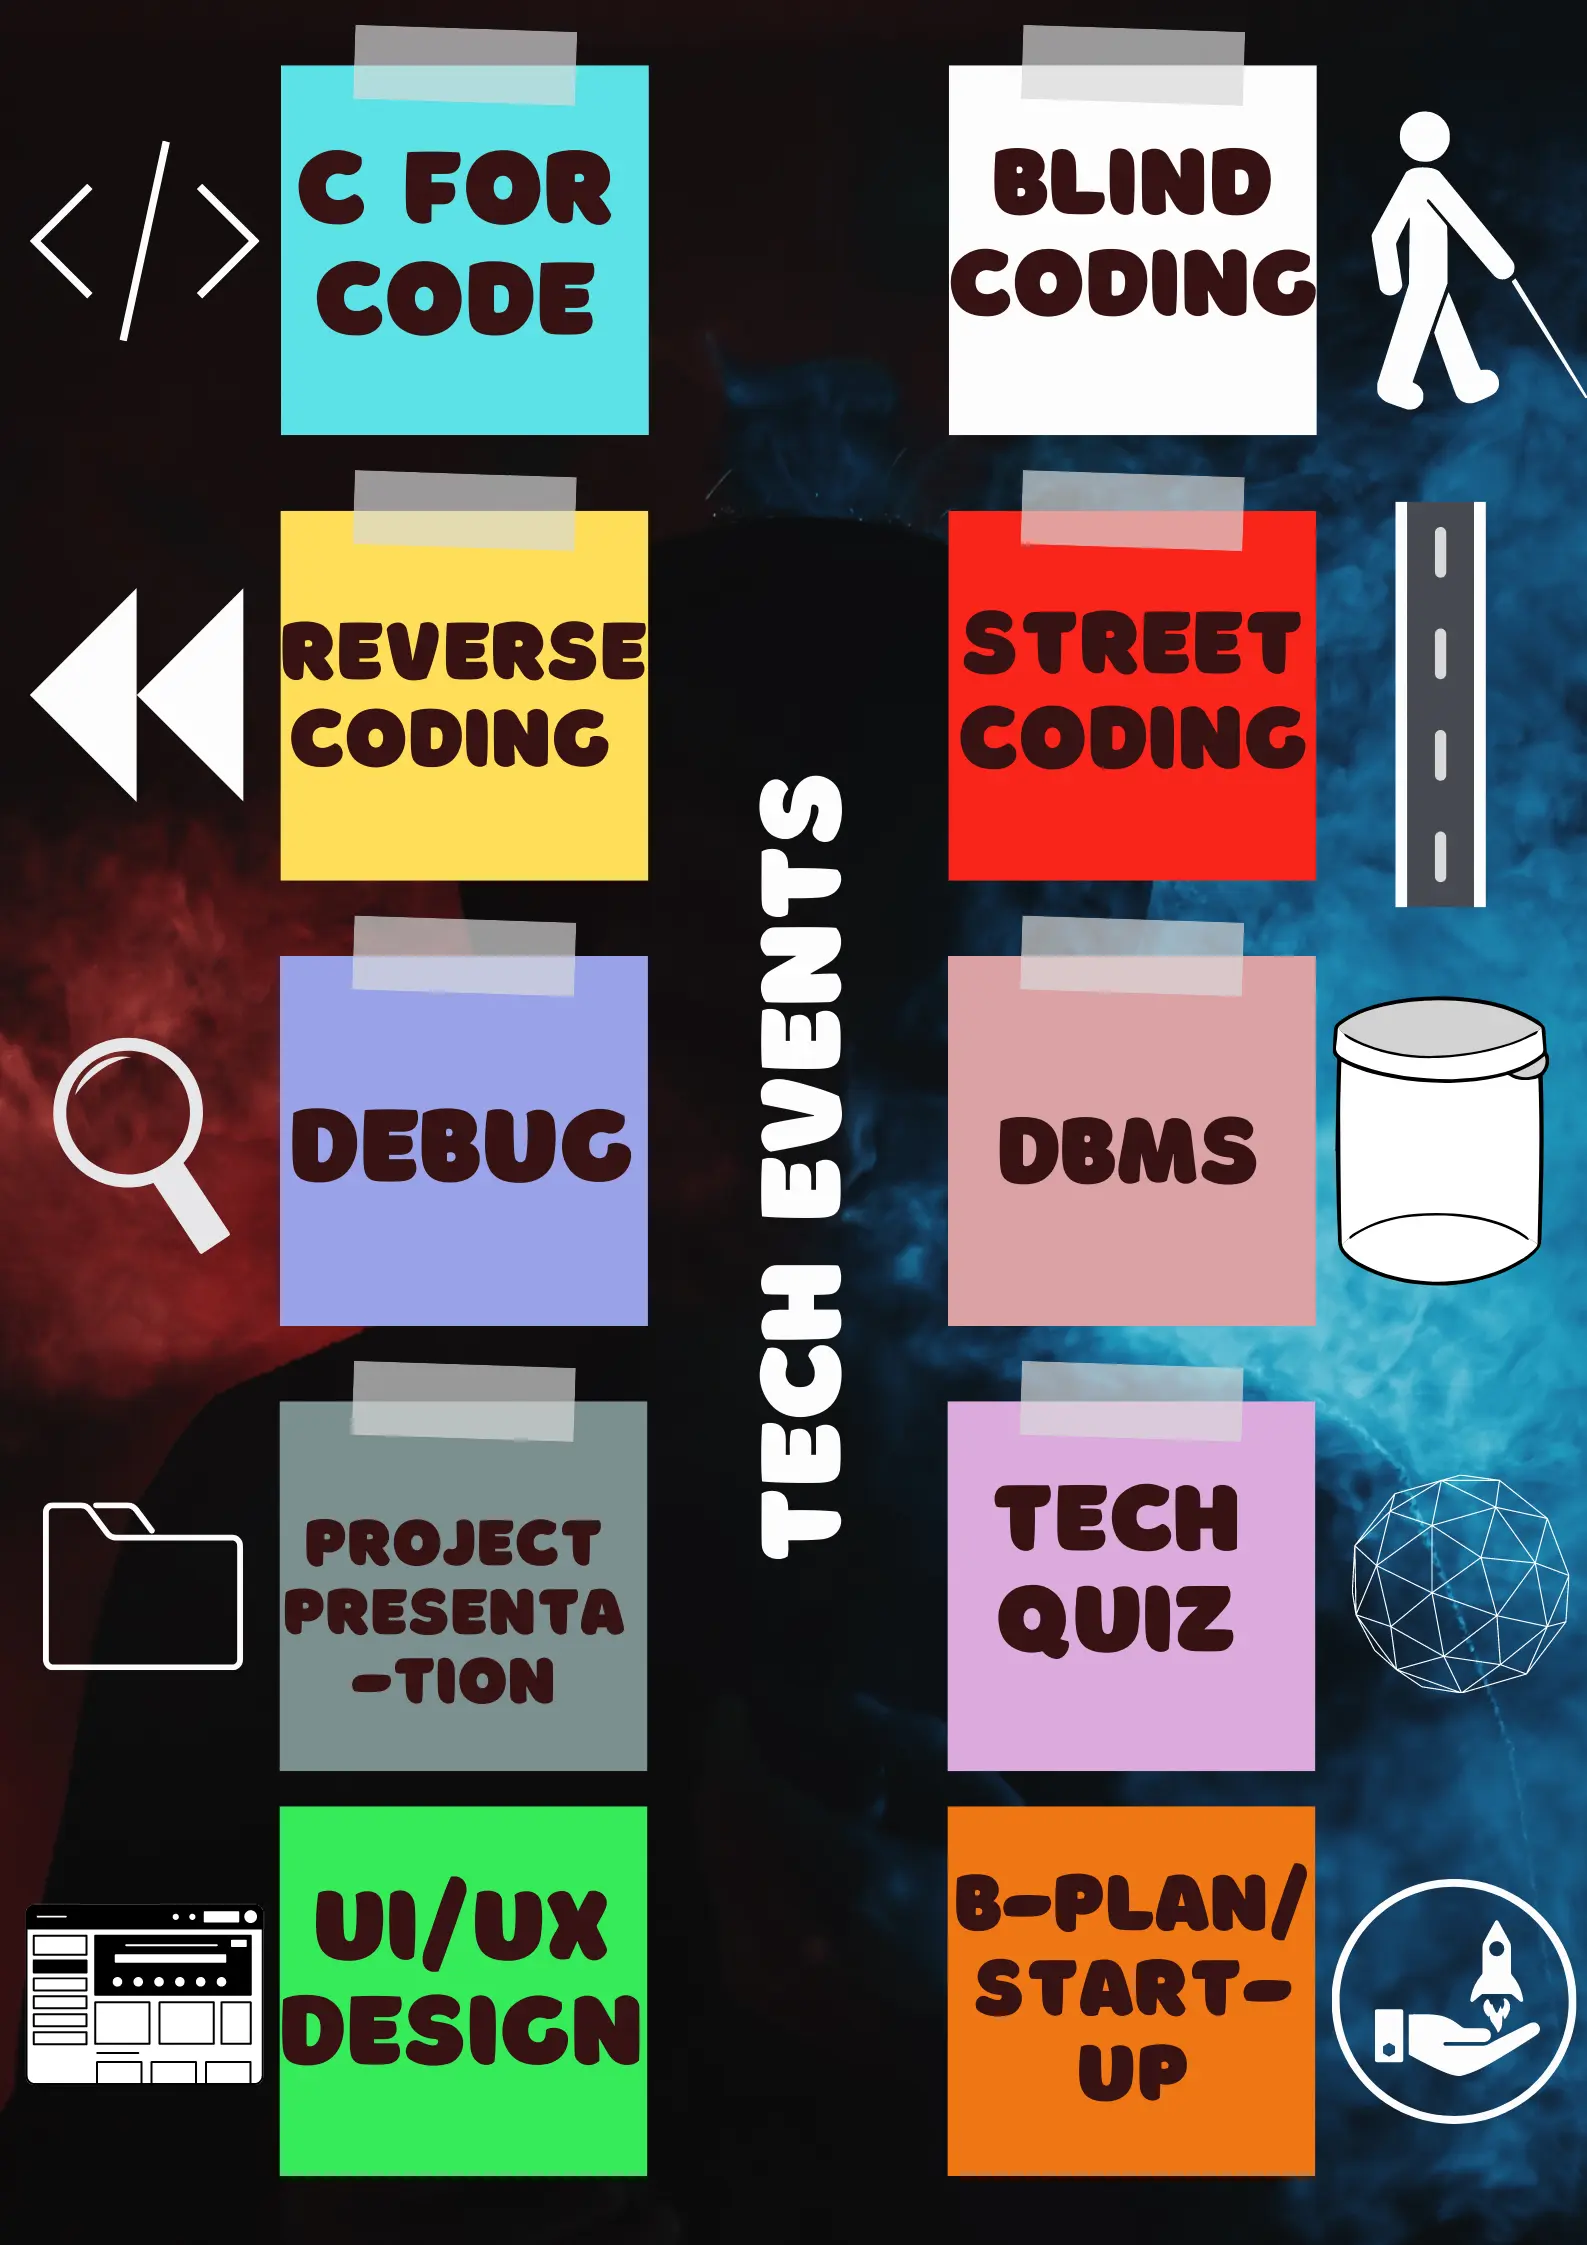 C FOR
CODE
BLIND
CODING
REVERSE
CODING
STREET
CODING
TECH EVENTS
DEBUG
DBMS
PROJECT
PRESENTA
-TION
TECH
QUIZ
UI/UX
DESIGN
B-PLAN/
START-
UP